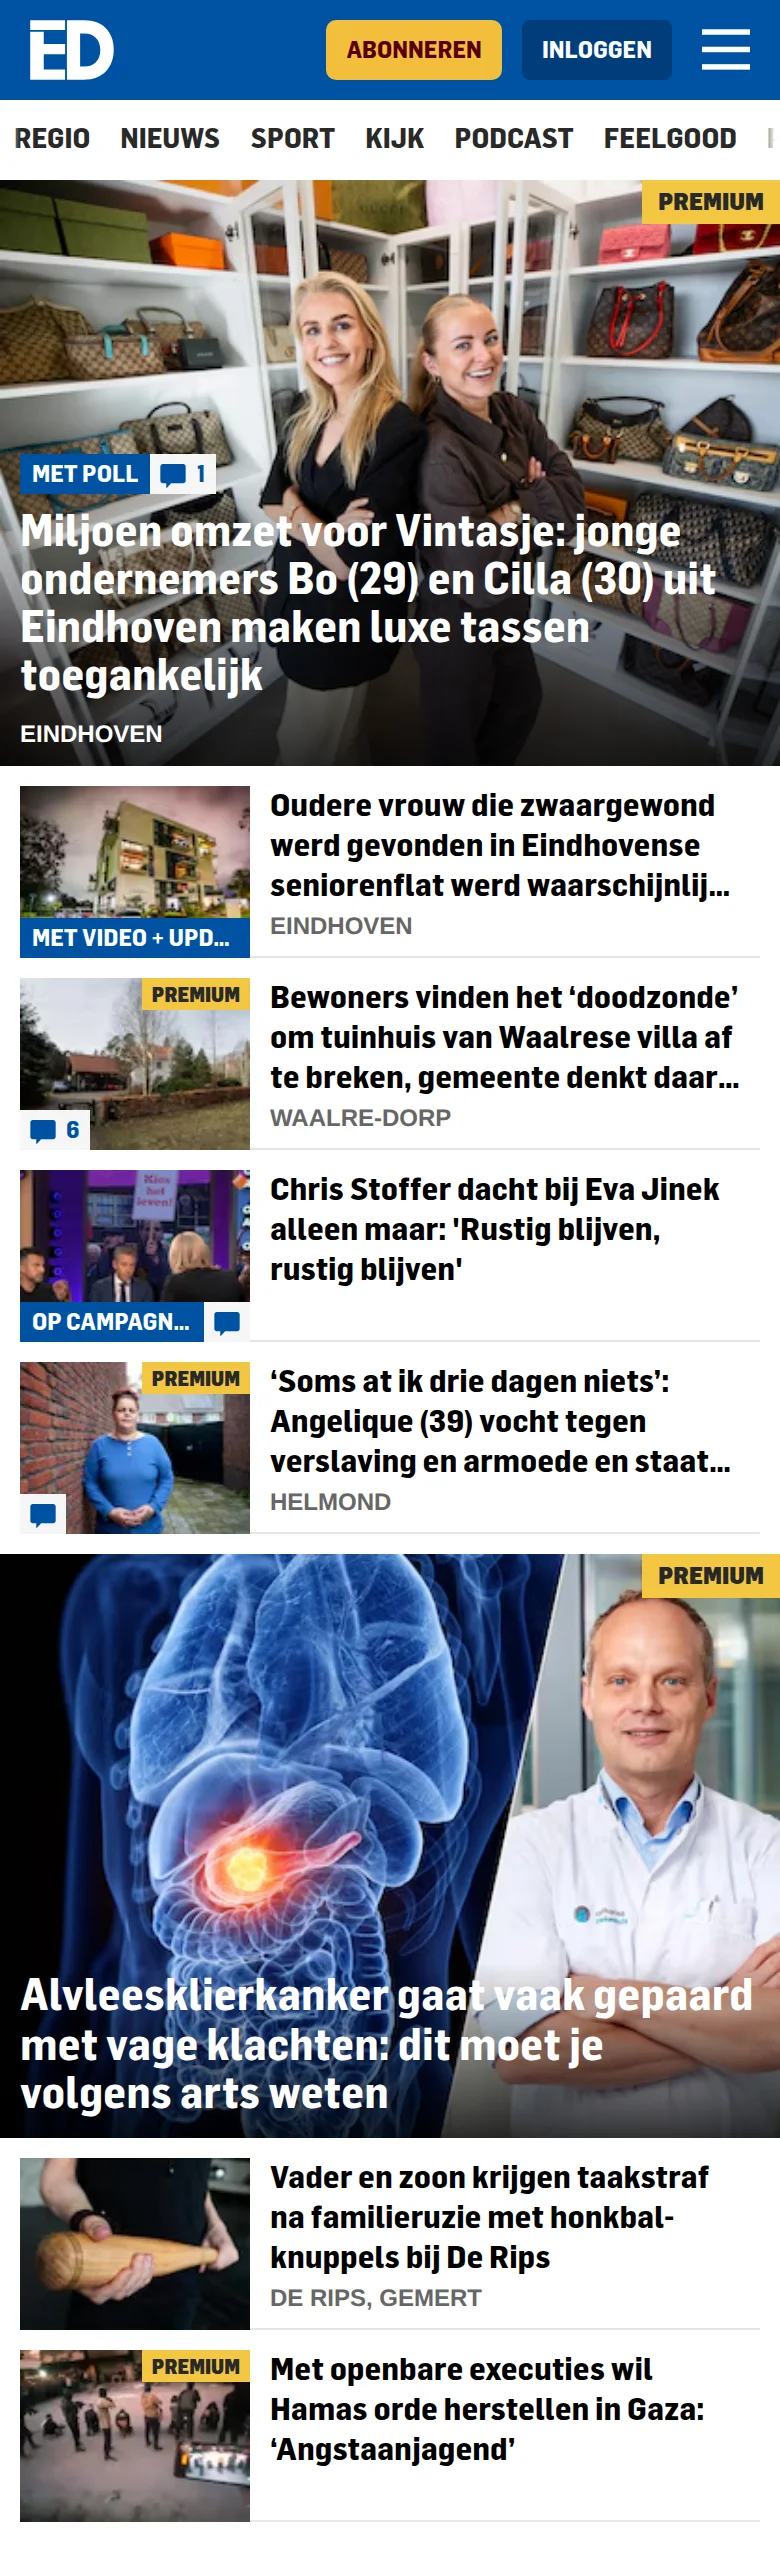 ED
ABONNEREN
INLOGGEN
REGIO
NIEUWS
SPORT
KIJK
PODCAST
FEELGOOD
PREMIUM
MET POLL
1
Miljoen omzet voor Vintasje: jonge
ondernemers Bo (29) en Cilla (30) uit
Eindhoven maken luxe tassen
toegankelijk
EINDHOVEN
MET VIDEO + UPD...
Oudere vrouw die zwaargewond
werd gevonden in Eindhovense
seniorenflat werd waarschijnlij...
EINDHOVEN
PREMIUM
6
Bewoners vinden het ‘doodzonde’
om tuinhuis van Waalrese villa af
te breken, gemeente denkt daar...
WAALRE-DORP
Kies
het
leven!
OP CAMPAGN...
Chris Stoffer dacht bij Eva Jinek
alleen maar: 'Rustig blijven,
rustig blijven'
PREMIUM
‘Soms at ik drie dagen niets’:
Angelique (39) vocht tegen
verslaving en armoede en staat...
HELMOND
PREMIUM
Alvleesklierkanker gaat vaak gepaard
met vage klachten: dit moet je
volgens arts weten
Vader en zoon krijgen taakstraf
na familieruzie met honkbal-
knuppels bij De Rips
DE RIPS, GEMERT
PREMIUM
Met openbare executies wil
Hamas orde herstellen in Gaza:
‘Angstaanjagend’